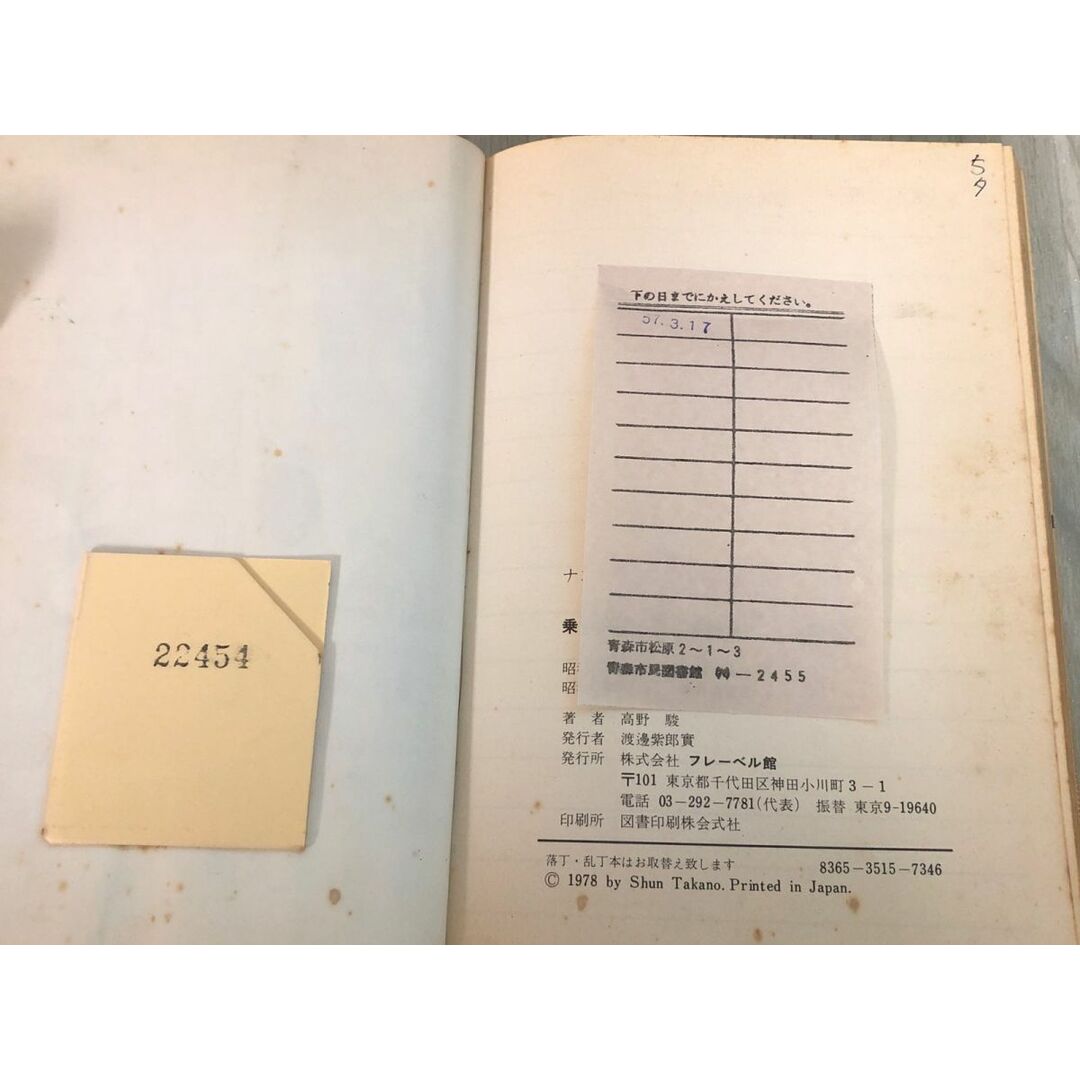 22454
下の日までにかえしてください。
57.3.17
青森市松原2〜1〜3
青森市民図書館 ―2455
ナ
乗
昭
昭
著者 高野 駿
発行者 渡邊紫郎實
発行所 株式会社 フレーベル館
〒101 東京都千代田区神田小川町3－1
電話 03－292－7781(代表) 振替 東京9-19640
印刷所 図書印刷株会式社
落丁・乱丁本はお取替え致します
8365－3515－7346
© 1978 by Shun Takano. Printed in Japan.